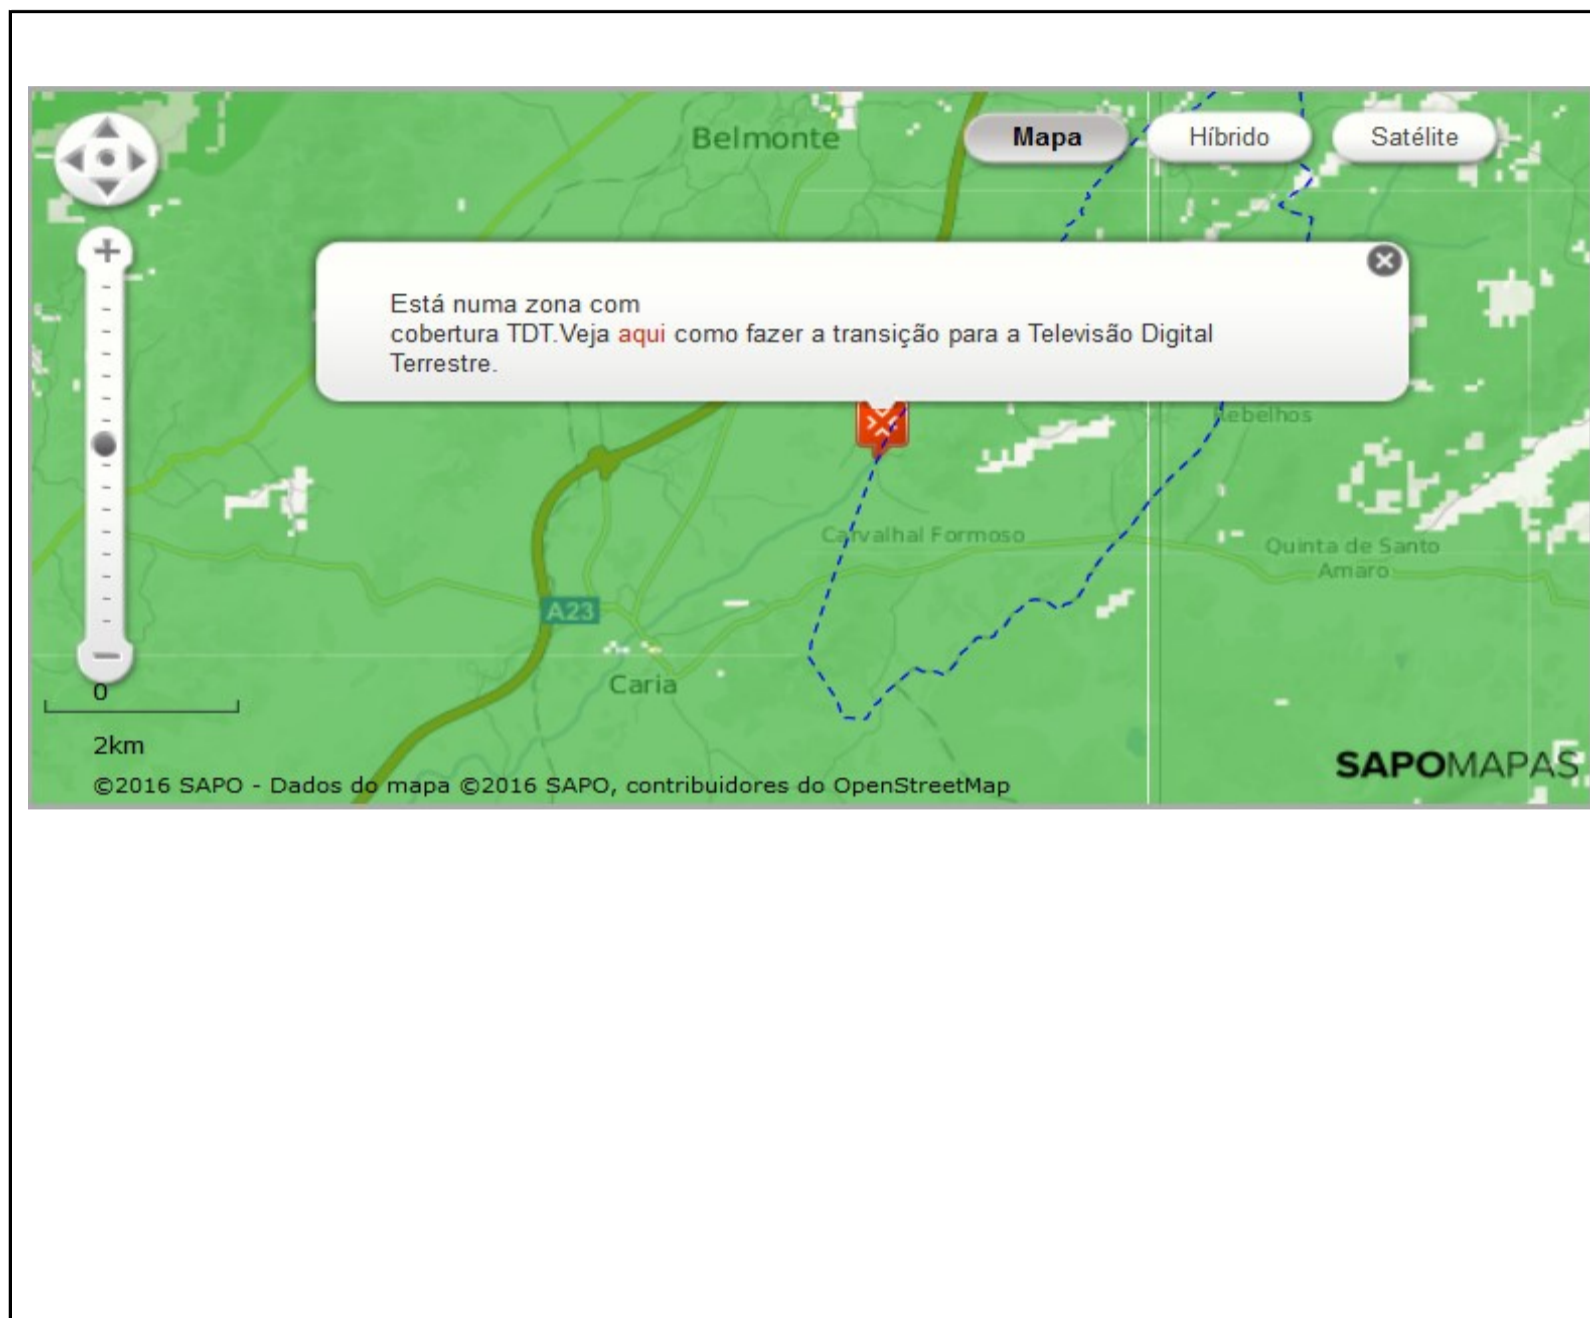 Belmonte
Mapa
Híbrido
Satélite
Está numa zona com
cobertura TDT.Veja aqui como fazer a transição para a Televisão Digital
Terrestre.
Rebelhos
Carvalhal Formoso
Quinta de Santo
Amaro
A23
Caria
0
2km
SAPOMAPAS
©2016 SAPO - Dados do mapa ©2016 SAPO, contribuidores do OpenStreetMap